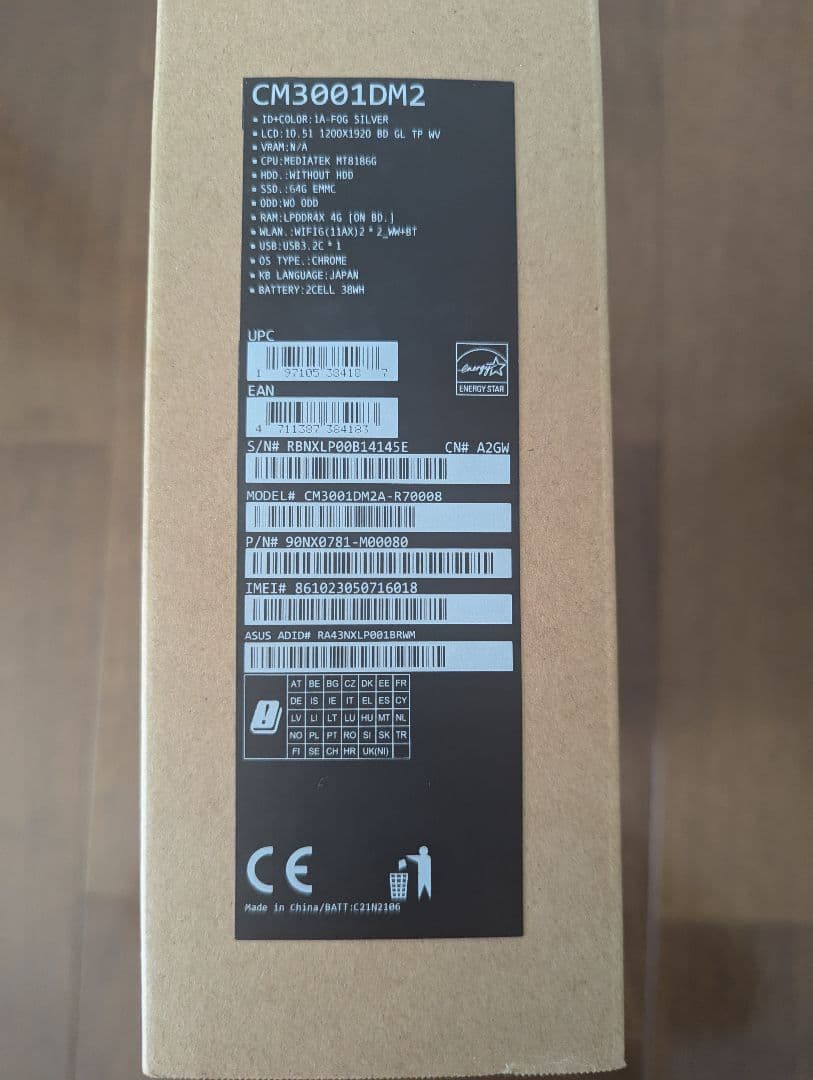 CM3001DM2
▪ ID+COLOR:1A-FOG SILVER
▪ LCD:10.51 1200X1920 BD GL TP WV
▪ VRAM:N/A
▪ CPU:MEDIATEK MT8186G
▪ HDD.:WITHOUT HDD
▪ SSD.:64G EMMC
▪ ODD:WO ODD
▪ RAM:LPDDR4X 4G [ON BD.]
▪ WLAN.:WIFI6(11AX)2*2_WW+BT
▪ USB:USB3.2C*1
▪ OS TYPE.:CHROME
▪ KB LANGUAGE:JAPAN
▪ BATTERY:2CELL 38WH
UPC
1 97105 38418 7
energy
ENERGY STAR
EAN
4 711387 384183
S/N# RBNXLP00B14145E CN# A2GW
MODEL# CM3001DM2A-R70008
P/N# 90NX0781-M00080
IMEI# 861023050716018
ASUS ADID# RA43NXLP001BRWM
AT BE BG CZ DK EE FR
DE IS IE IT EL ES CY
LV LI LT LU HU MT NL
NO PL PT RO SI SK TR
FI SE CH HR UK(NI)
CE
Made in China/BATT:C21N2106